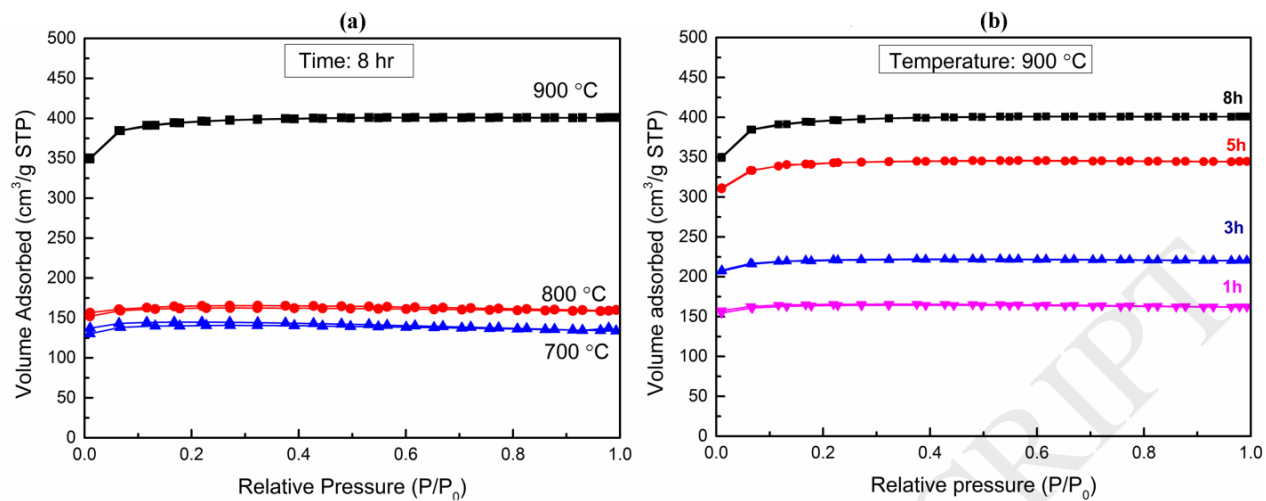 (a)
Time: 8 hr
900 °C
800 °C
700 °C
Volume Adsorbed (cm³/g STP)
500
450
400
350
300
250
200
150
100
50
0
0.0 0.2 0.4 0.6 0.8 1.0
Relative Pressure (P/P₀)
(b)
Temperature: 900 °C
8h
5h
3h
1h
Volume adsorbed (cm³/g STP)
500
450
400
350
300
250
200
150
100
50
0
0.0 0.2 0.4 0.6 0.8 1.0
Relative pressure (P/P₀)
CRIPT